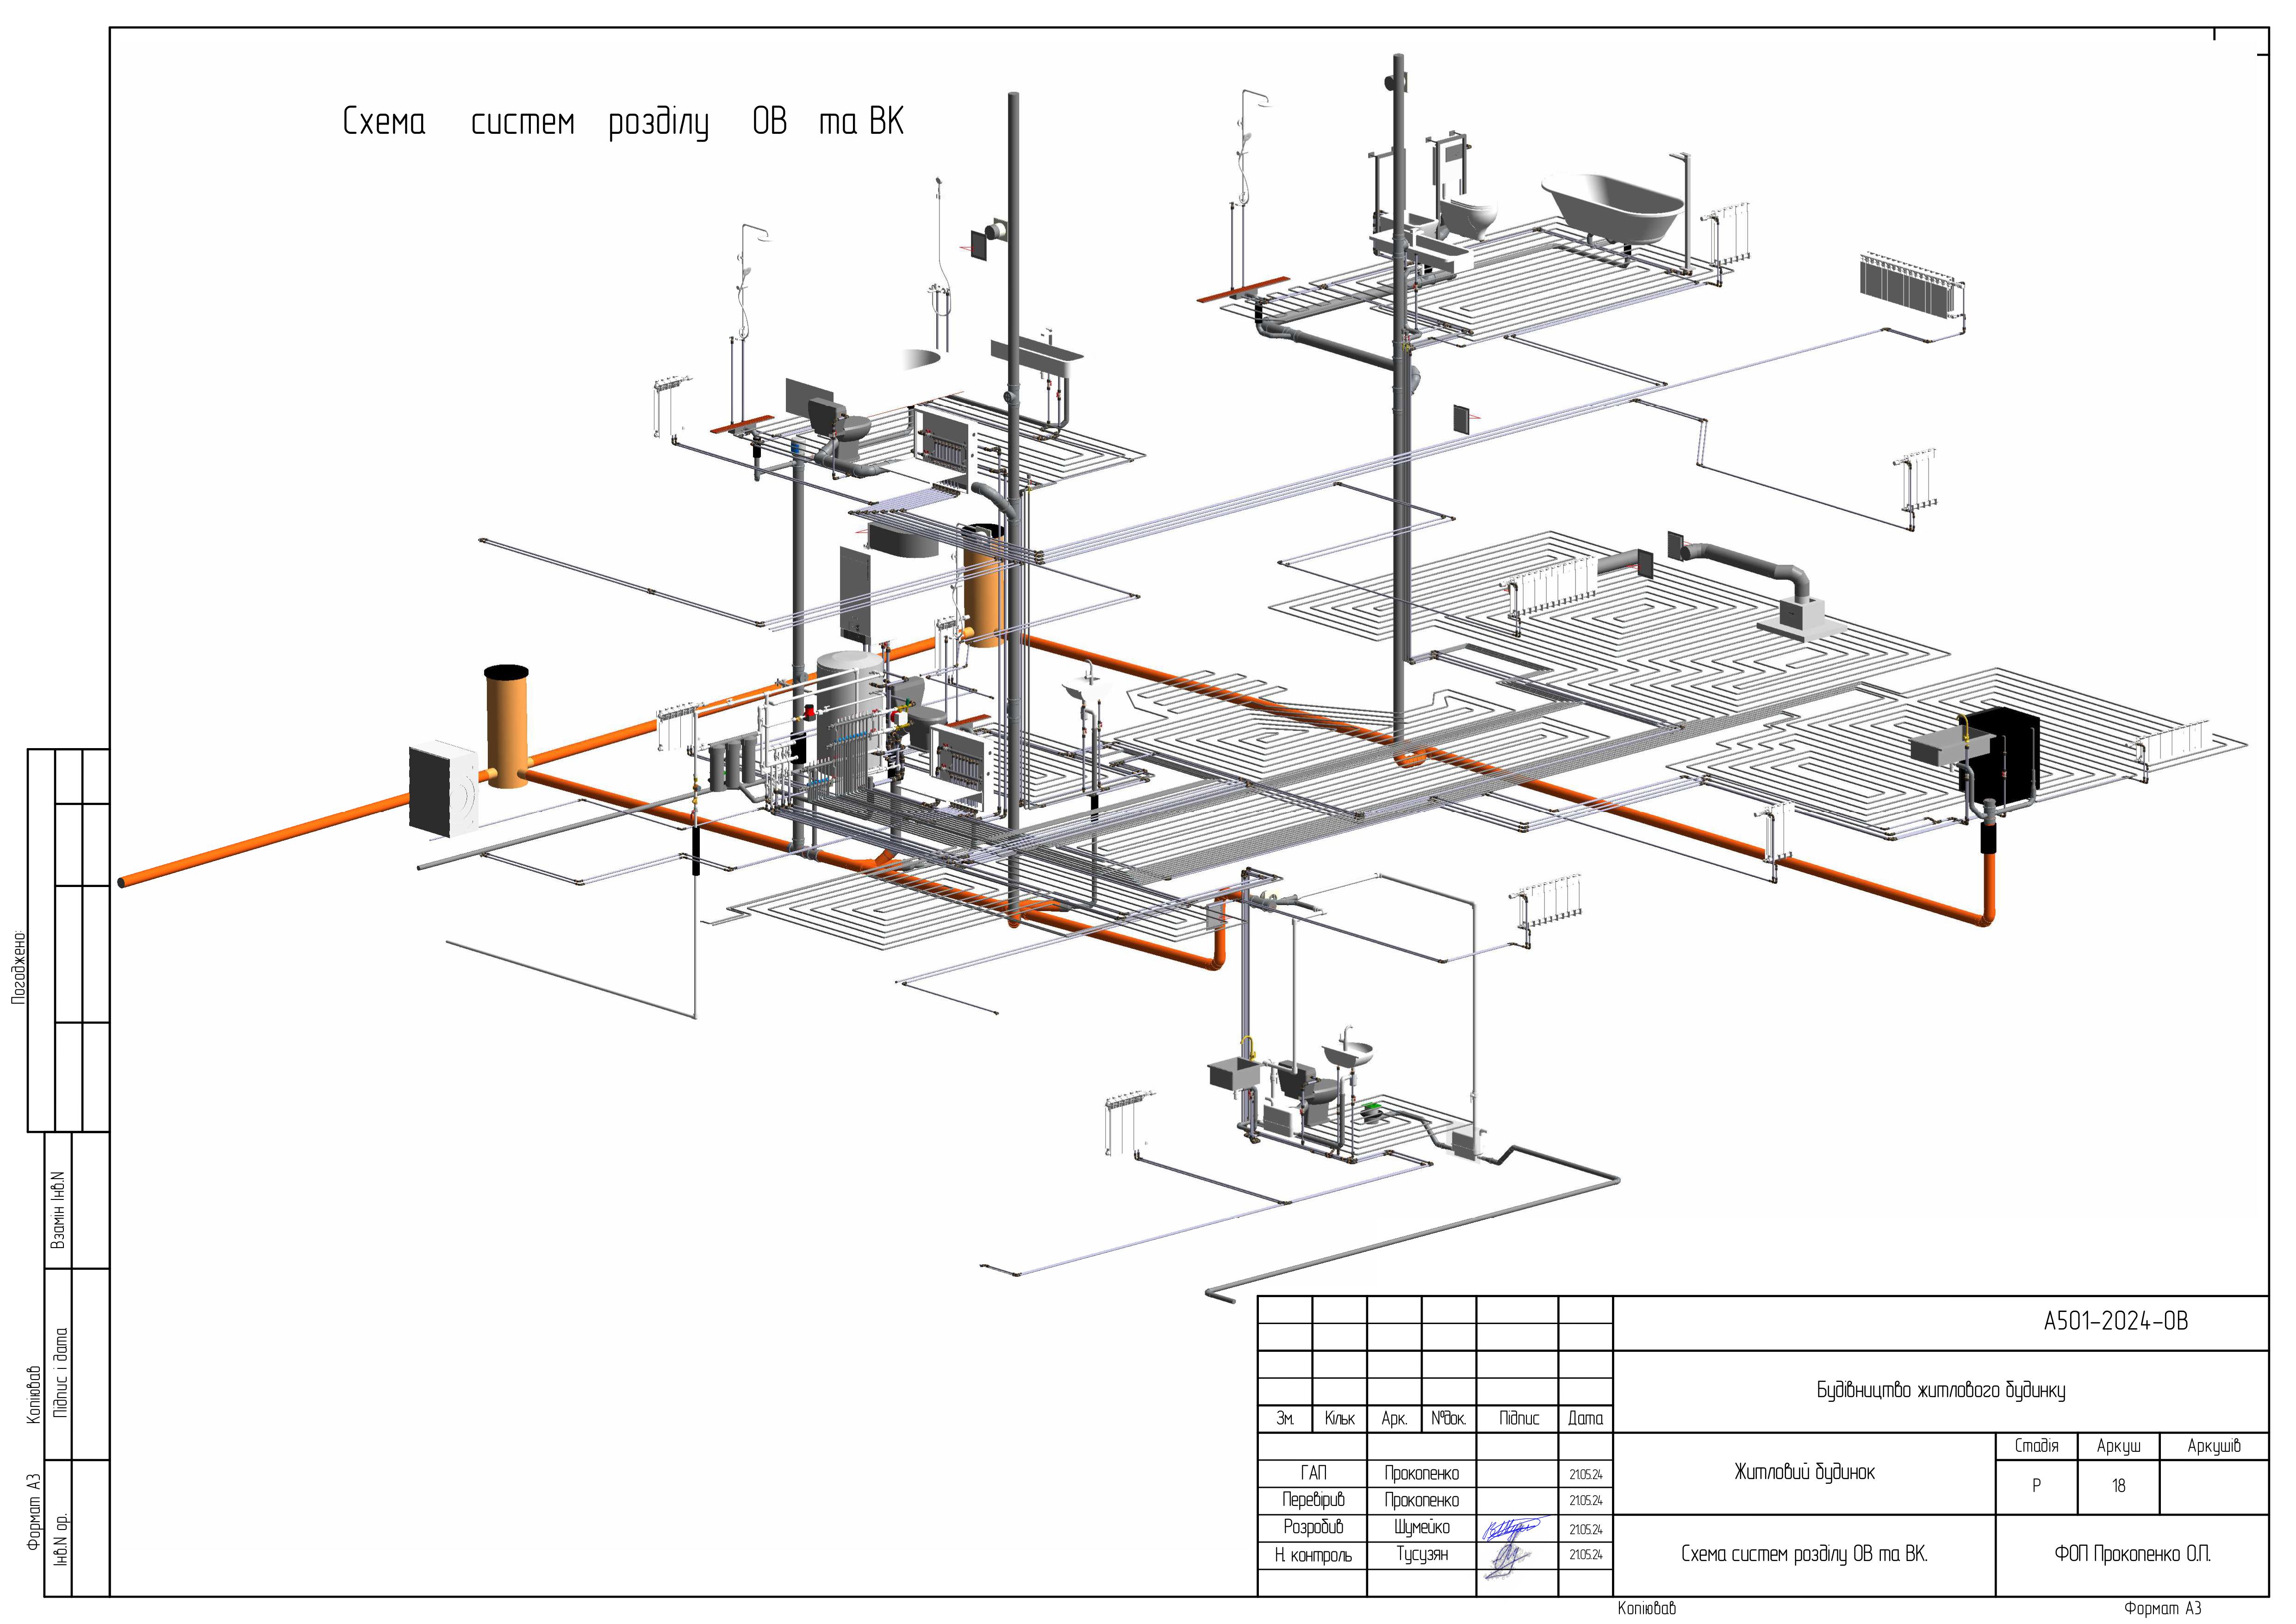 Схема систем розділу ОВ та ВК
Погоджено:
Взамін Інв.N
Підпис і дата
Інв.N ор.
Копіював
Формат А3
А501-2024-ОВ
Будівництво житлового будинку
Зм. Кільк Арк. №док. Підпис Дата
Житловий будинок
Стадія Аркуш Аркушів
Р 18
ГАП Прокопенко 21.05.24
Перевірив Прокопенко 21.05.24
Розробив Шумейко 21.05.24
Н. контроль Тусузян 21.05.24
Схема систем розділу ОВ та ВК.
ФОП Прокопенко О.П.
Копіював
Формат А3